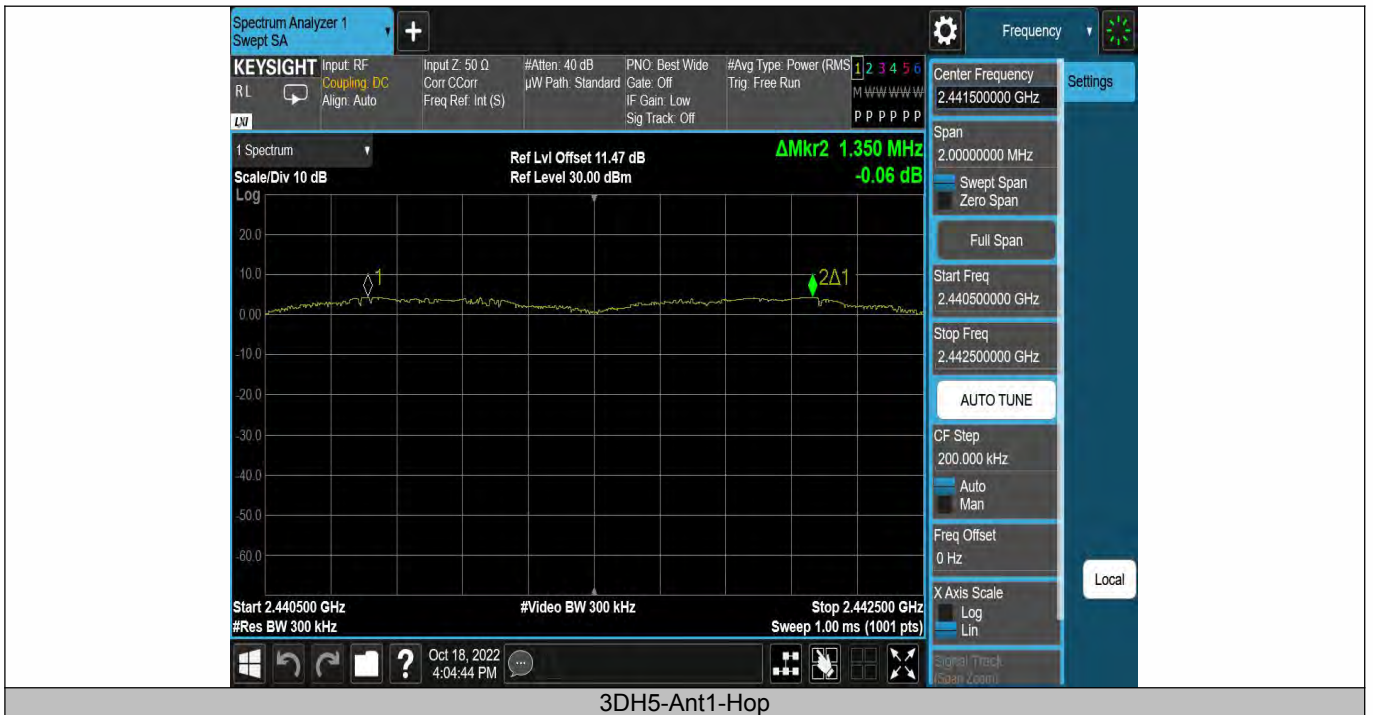 Spectrum Analyzer 1
Swept SA
+
Frequency
KEYSIGHT
RL
LXI
Input: RF
Coupling: DC
Align: Auto
Input Z: 50 Ω
Corr CCorr
Freq Ref: Int (S)
#Atten: 40 dB
µW Path: Standard
PNO: Best Wide
Gate: Off
IF Gain: Low
Sig Track: Off
#Avg Type: Power (RMS
Trig: Free Run
1 2 3 4 5 6
M W W W W W
P P P P P P
Center Frequency
2.441500000 GHz
Settings
Span
2.00000000 MHz
Swept Span
Zero Span
Full Span
Start Freq
2.440500000 GHz
Stop Freq
2.442500000 GHz
AUTO TUNE
CF Step
200.000 kHz
Auto
Man
Freq Offset
0 Hz
X Axis Scale
Log
Lin
Signal Track
(Span Zoom)
Local
1 Spectrum
Scale/Div 10 dB
Ref Lvl Offset 11.47 dB
Ref Level 30.00 dBm
ΔMkr2 1.350 MHz
-0.06 dB
Log
20.0
10.0
0.00
-10.0
-20.0
-30.0
-40.0
-50.0
-60.0
1
2Δ1
Start 2.440500 GHz
#Res BW 300 kHz
#Video BW 300 kHz
Stop 2.442500 GHz
Sweep 1.00 ms (1001 pts)
?
Oct 18, 2022
4:04:44 PM
3DH5-Ant1-Hop